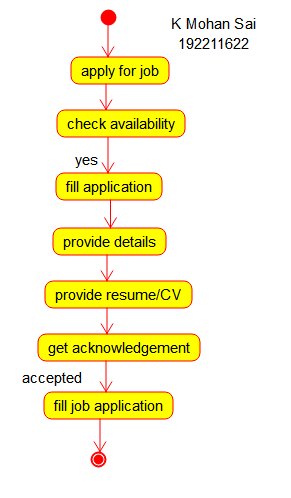 K Mohan Sai
192211622
apply for job
check availability
yes
fill application
provide details
provide resume/CV
get acknowledgement
accepted
fill job application